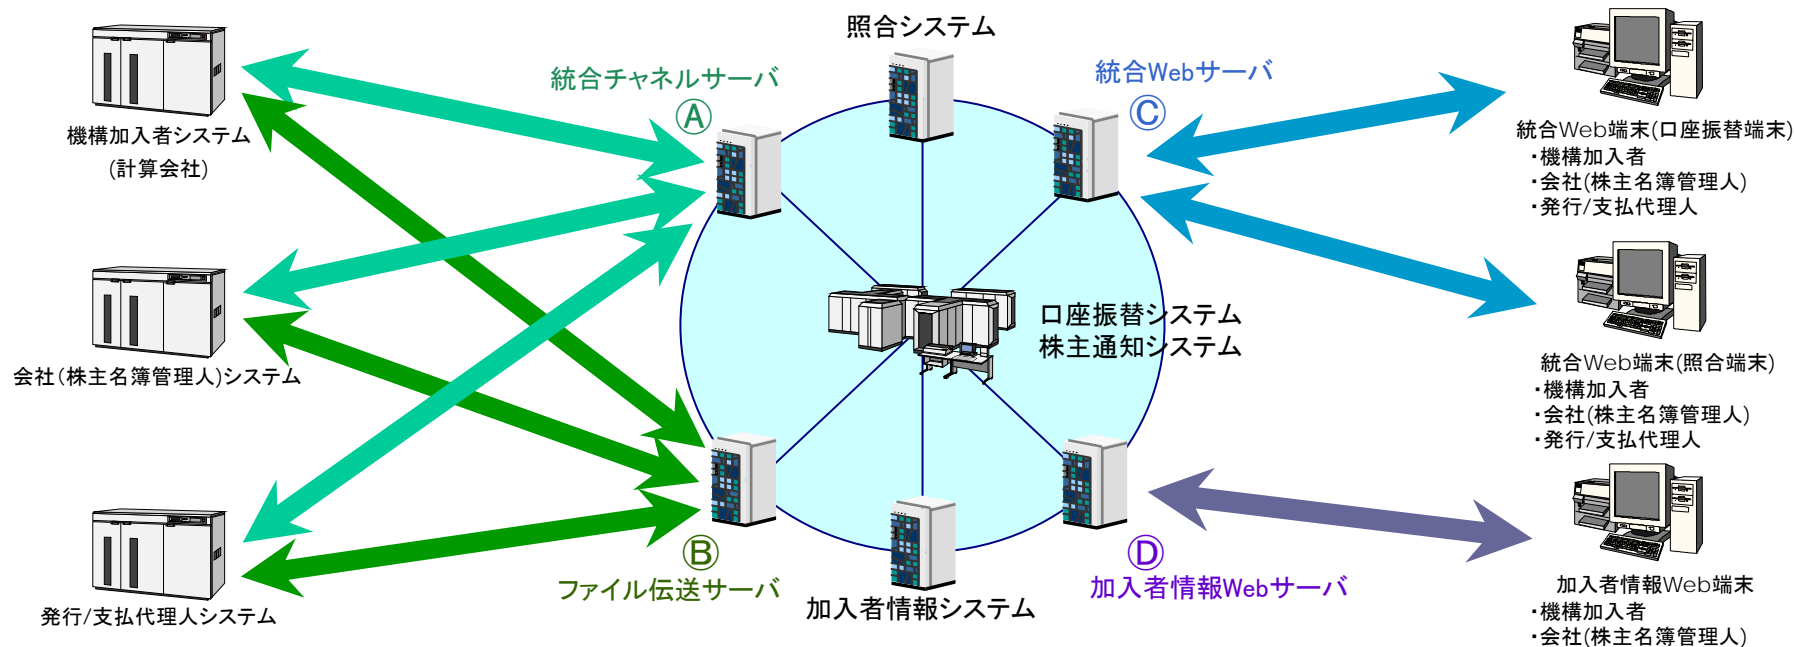 照合システム
統合チャネルサーバ
Ⓐ
統合Webサーバ
Ⓒ
機構加入者システム
(計算会社)
会社(株主名簿管理人)システム
発行/支払代理人システム
口座振替システム
株主通知システム
Ⓑ
ファイル伝送サーバ
加入者情報システム
Ⓓ
加入者情報Webサーバ
統合Web端末(口座振替端末)
・機構加入者
・会社(株主名簿管理人)
・発行/支払代理人
統合Web端末(照合端末)
・機構加入者
・会社(株主名簿管理人)
・発行/支払代理人
加入者情報Web端末
・機構加入者
・会社(株主名簿管理人)